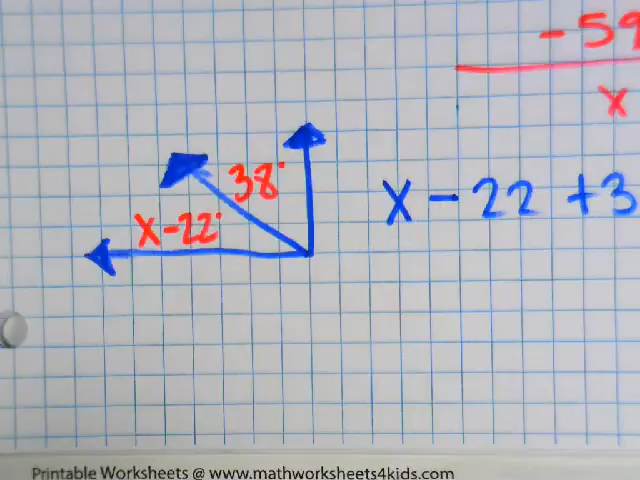 -59
x
38°
x-22°
x - 22 + 3
Printable Worksheets @ www.mathworksheets4kids.com